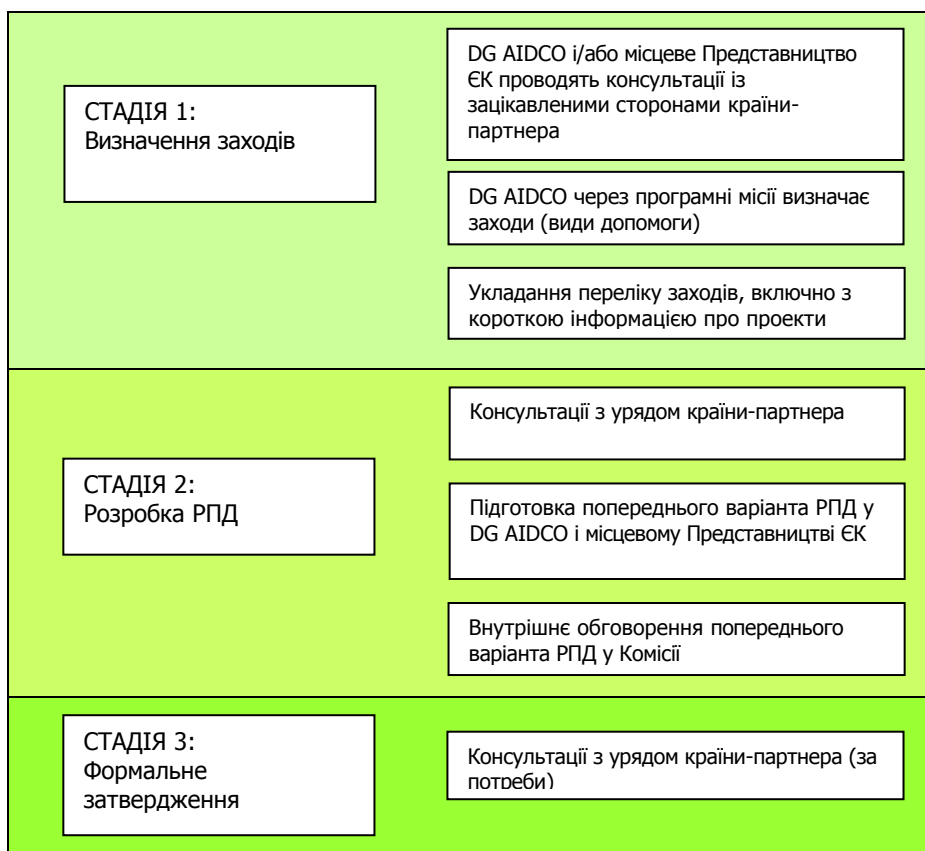 СТАДІЯ 1:
Визначення заходів
DG AIDCO і/або місцеве Представництво
ЄК проводять консультації із
зацікавленими сторонами країни-
партнера
DG AIDCO через програмні місії визначає
заходи (види допомоги)
Укладання переліку заходів, включно з
короткою інформацією про проекти
СТАДІЯ 2:
Розробка РПД
Консультації з урядом країни-партнера
Підготовка попереднього варіанта РПД у
DG AIDCO і місцевому Представництві ЄК
Внутрішнє обговорення попереднього
варіанта РПД у Комісії
СТАДІЯ 3:
Формальне
затвердження
Консультації з урядом країни-партнера (за
потреби)